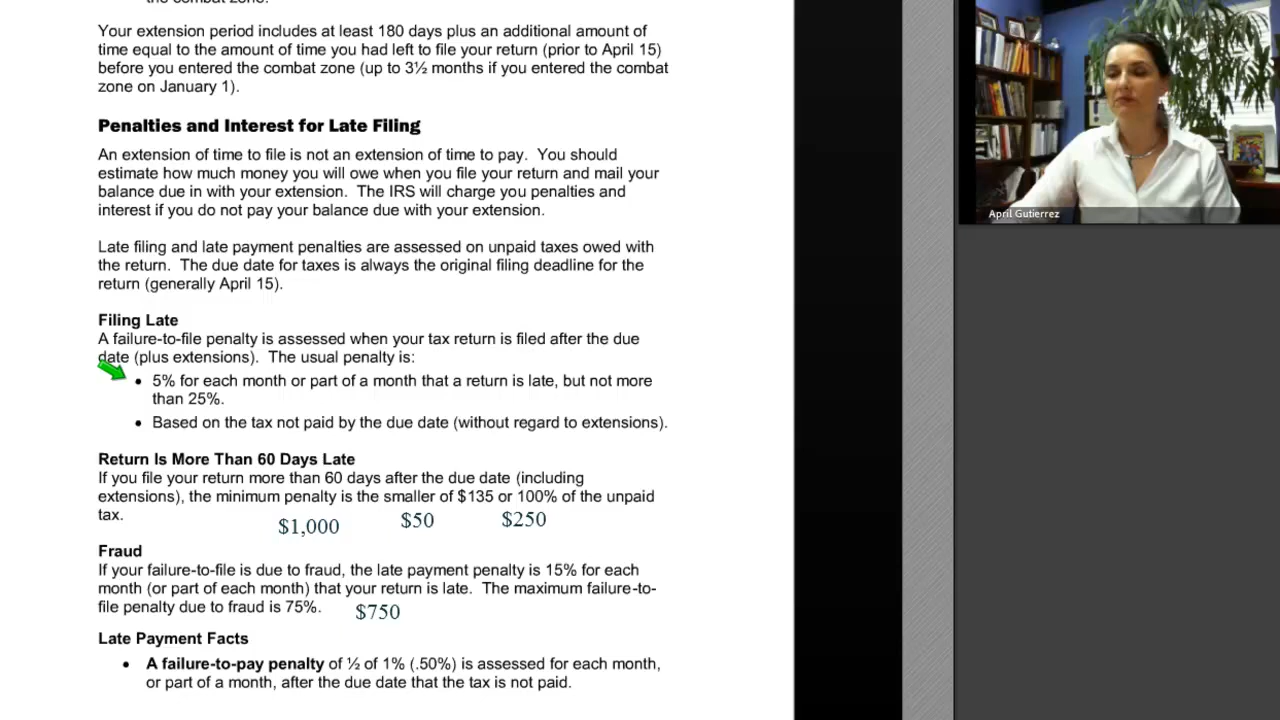 the combat zone.
Your extension period includes at least 180 days plus an additional amount of
time equal to the amount of time you had left to file your return (prior to April 15)
before you entered the combat zone (up to 3½ months if you entered the combat
zone on January 1).
Penalties and Interest for Late Filing
An extension of time to file is not an extension of time to pay. You should
estimate how much money you will owe when you file your return and mail your
balance due in with your extension. The IRS will charge you penalties and
interest if you do not pay your balance due with your extension.
Late filing and late payment penalties are assessed on unpaid taxes owed with
the return. The due date for taxes is always the original filing deadline for the
return (generally April 15).
Filing Late
A failure-to-file penalty is assessed when your tax return is filed after the due
date (plus extensions). The usual penalty is:
• 5% for each month or part of a month that a return is late, but not more
than 25%.
• Based on the tax not paid by the due date (without regard to extensions).
Return Is More Than 60 Days Late
If you file your return more than 60 days after the due date (including
extensions), the minimum penalty is the smaller of $135 or 100% of the unpaid
tax.
$1,000 $50 $250
Fraud
If your failure-to-file is due to fraud, the late payment penalty is 15% for each
month (or part of each month) that your return is late. The maximum failure-to-
file penalty due to fraud is 75%.
$750
Late Payment Facts
• A failure-to-pay penalty of ½ of 1% (.50%) is assessed for each month,
or part of a month, after the due date that the tax is not paid.
April Gutierrez